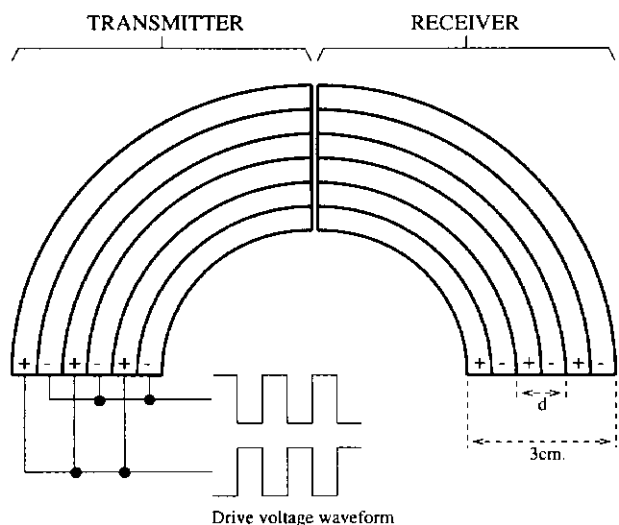 TRANSMITTER RECEIVER
+ - + - + - + - + - + -
d
3cm.
Drive voltage waveform